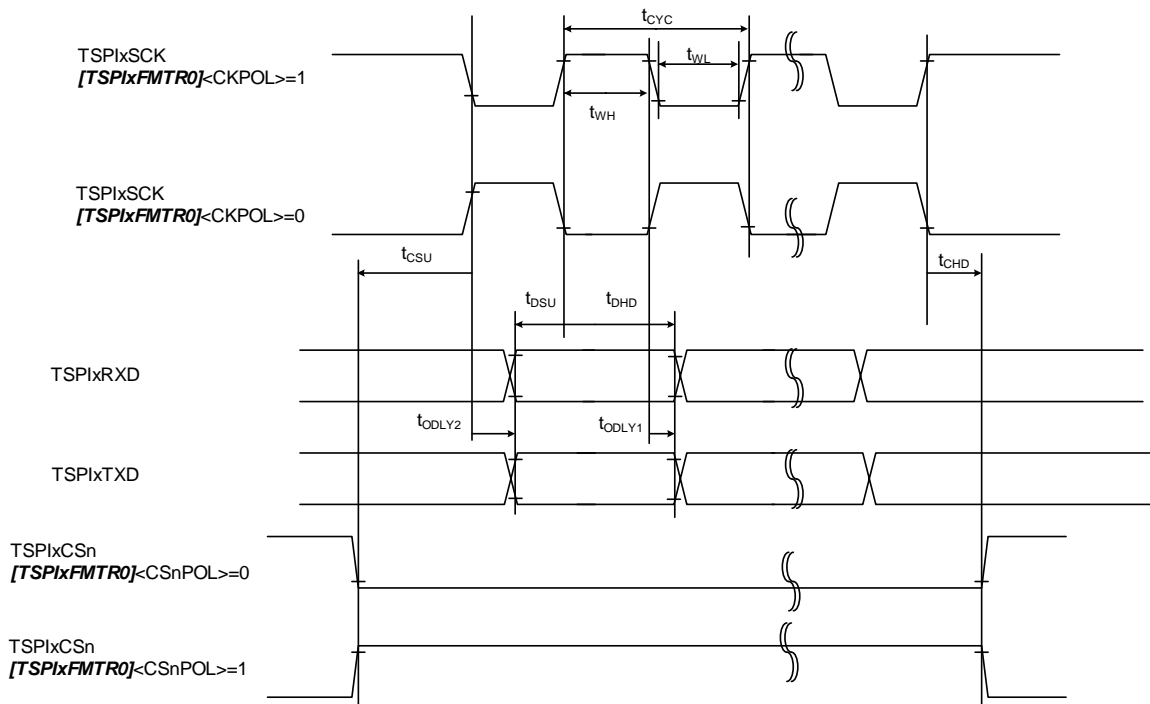 tCYC
TSPIxSCK
[TSPIxFMTR0]<CKPOL>=1
tWL
tWH
TSPIxSCK
[TSPIxFMTR0]<CKPOL>=0
tCSU
tCHD
tDSU
tDHD
TSPIxRXD
tODLY2
tODLY1
TSPIxTXD
TSPIxCSn
[TSPIxFMTR0]<CSnPOL>=0
TSPIxCSn
[TSPIxFMTR0]<CSnPOL>=1